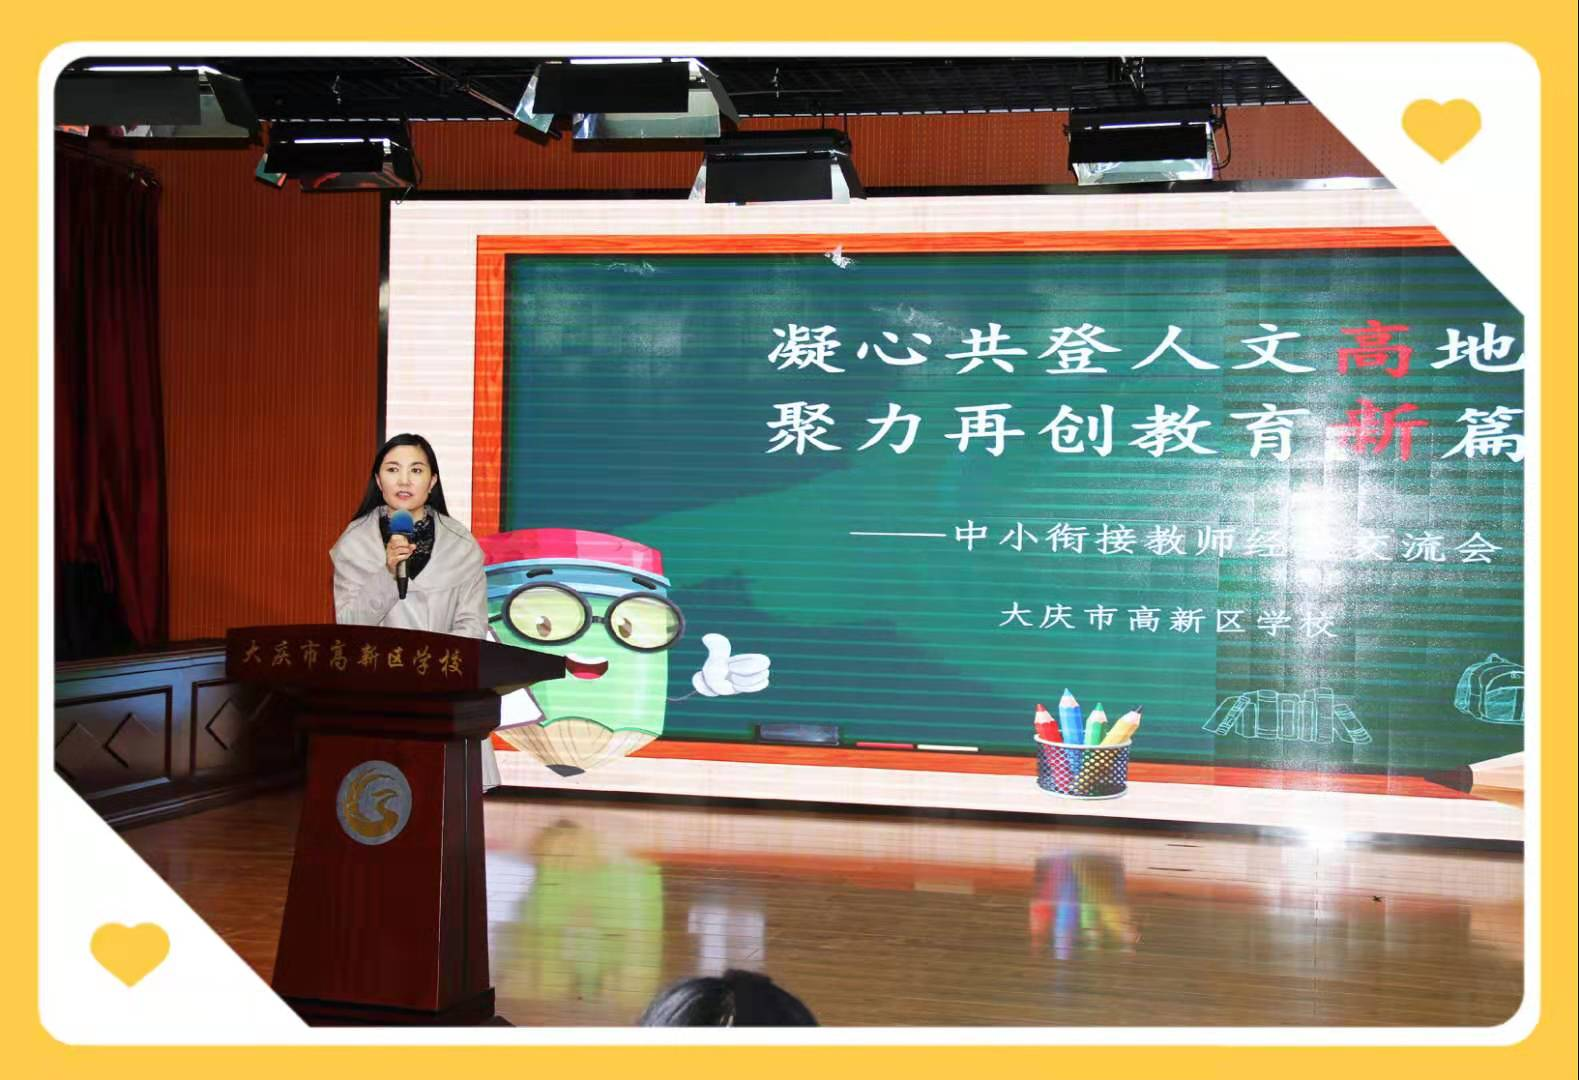 凝心共登人文高地
聚力再创教育新篇
——中小衔接教师经 交流会
大庆市高新区学校
大庆市高新区学校